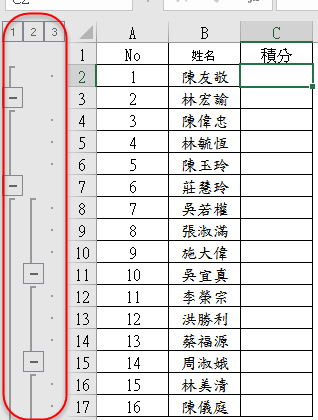 1 2 3 A B C
1 No 姓名 積分
2 1 陳友敬
3 2 林宏諭
4 3 陳偉忠
5 4 林毓恆
6 5 陳玉玲
7 6 莊慧玲
8 7 吳若權
9 8 張淑滿
10 9 施大偉
11 10 吳宜真
12 11 李榮宗
13 12 洪勝利
14 13 蔡福源
15 14 周淑娥
16 15 林美清
17 16 陳儀庭